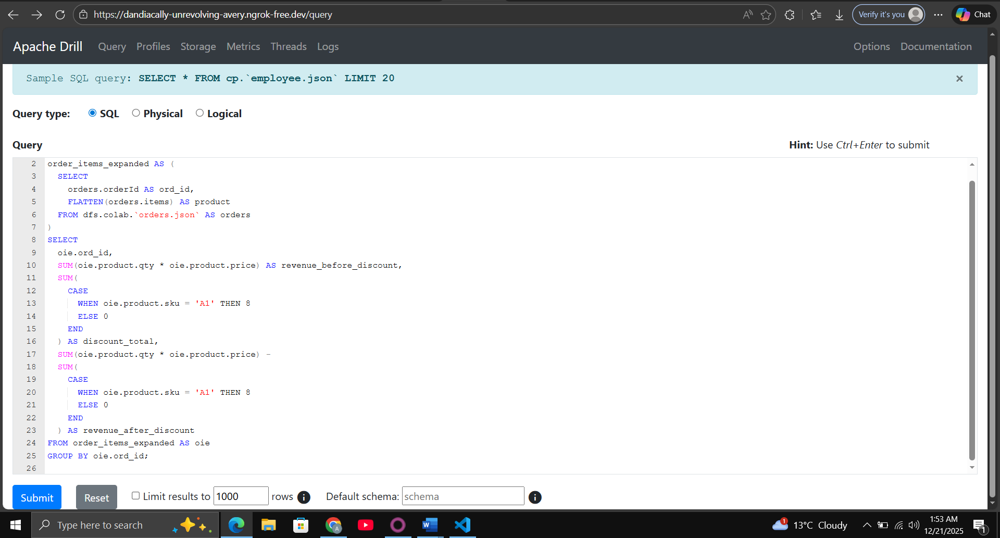 https://dandiacally-unrevolving-avery.ngrok-free.dev/query
Verify it's you
Chat
Apache Drill Query Profiles Storage Metrics Threads Logs Options Documentation
Sample SQL query: SELECT * FROM cp.`employee.json` LIMIT 20 ×
Query type: SQL Physical Logical
Query Hint: Use Ctrl+Enter to submit
2 order_items_expanded AS (
3 SELECT
4 orders.orderId AS ord_id,
5 FLATTEN(orders.items) AS product
6 FROM dfs.colab.`orders.json` AS orders
7 )
8 SELECT
9 oie.ord_id,
10 SUM(oie.product.qty * oie.product.price) AS revenue_before_discount,
11 SUM(
12 CASE
13 WHEN oie.product.sku = 'A1' THEN 8
14 ELSE 0
15 END
16 ) AS discount_total,
17 SUM(oie.product.qty * oie.product.price) -
18 SUM(
19 CASE
20 WHEN oie.product.sku = 'A1' THEN 8
21 ELSE 0
22 END
23 ) AS revenue_after_discount
24 FROM order_items_expanded AS oie
25 GROUP BY oie.ord_id;
26
Submit Reset Limit results to 1000 rows Default schema: schema
Type here to search
1 13°C Cloudy
1:53 AM
12/21/2025
1